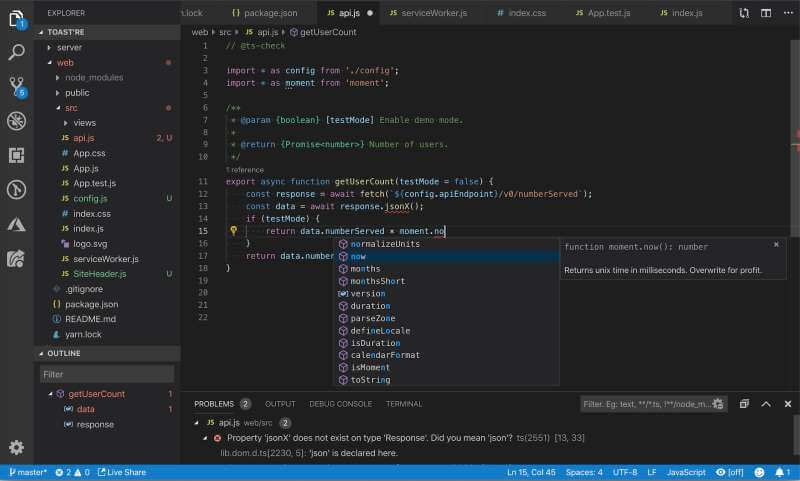 EXPLORER
n.lock package.json api.js serviceWorker.js index.css App.test.js index.js
1
TOAST'RE
web › src › JS api.js › getUserCount
server
web
node_modules
public
src
views
JS api.js 2, U
# App.css
JS App.js
JS App.test.js
JS config.js U
# index.css
JS index.js
logo.svg
JS serviceWorker.js
JS SiteHeader.js U
.gitignore
package.json
README.md
yarn.lock
5
1 // @ts-check
2
3 import * as config from './config';
4 import * as moment from 'moment';
5
6 /**
7 * @param {boolean} [testMode] Enable demo mode.
8 *
9 * @return {Promise<number>} Number of users.
10 */
1 reference
11 export async function getUserCount(testMode = false) {
12 const response = await fetch(`${config.apiEndpoint}/v0/numberServed`);
13 const data = await response.jsonX();
14 if (testMode) {
15 return data.numberServed * moment.no
16 }
17 return data.number
18 }
19
20
21
22
normalizeUnits
now
months
monthsShort
version
duration
parseZone
defineLocale
isDuration
calendarFormat
isMoment
toString
function moment.now(): number ×
Returns unix time in milliseconds. Overwrite for profit.
OUTLINE
Filter
getUserCount 1
data 1
response
PROBLEMS 2 OUTPUT DEBUG CONSOLE TERMINAL Filter. Eg: text, **/*.ts, !**/node_m...
JS api.js web/src 2
Property 'jsonX' does not exist on type 'Response'. Did you mean 'json'? ts(2551) [13, 33]
lib.dom.d.ts[2230, 5]: 'json' is declared here.
master* 2 0 Live Share Ln 15, Col 45 Spaces: 4 UTF-8 LF JavaScript [off] 1